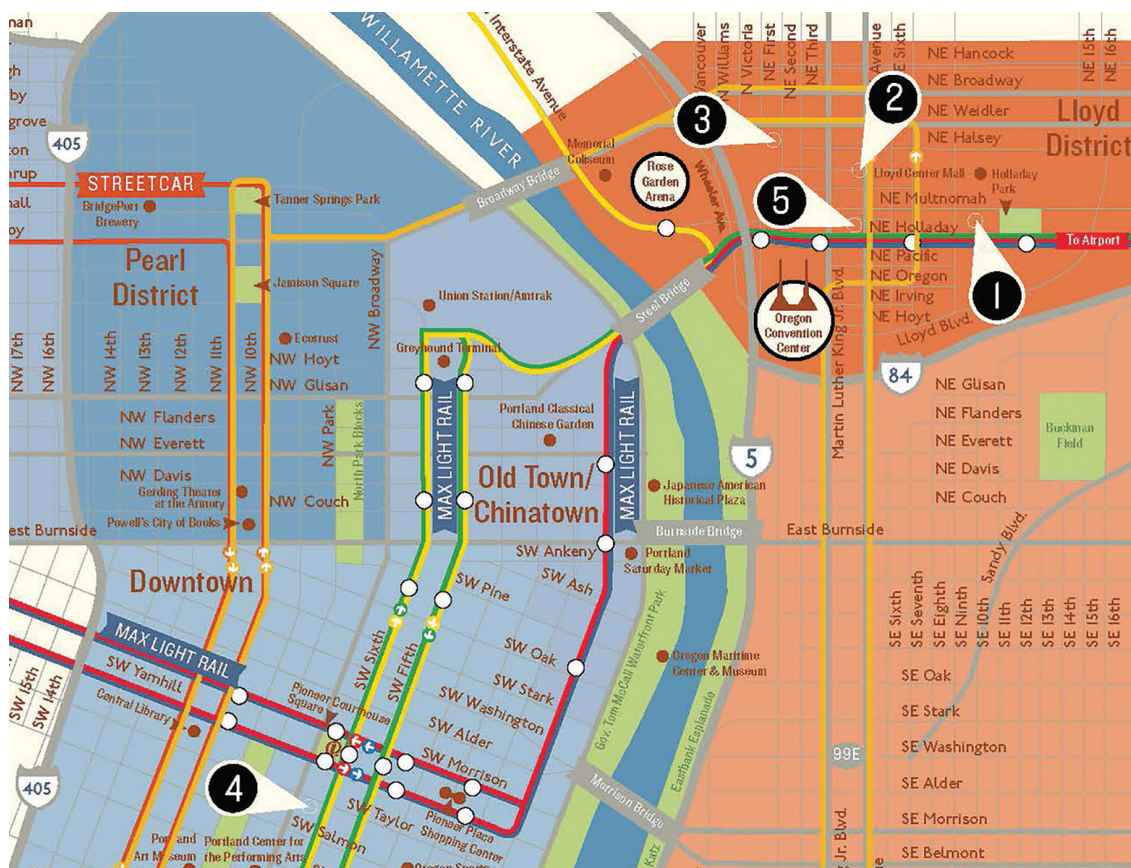 WILLAMETTE RIVER
Interstate Avenue
Vancouver
N Williams
N Victoria
NE First
NE Second
NE Third
Avenue
NE Sixth
NE Hancock
NE Broadway
NE Weidler
NE Halsey
NE 15th
NE 16th
Lloyd
District
3
2
405
Memorial
Coliseum
Rose
Garden
Arena
Wheeler Ave.
Lloyd Center Mall
Holladay
Park
NE Multnomah
NE Holladay
5
To Airport
NE Pacific
NE Oregon
NE Irving
NE Hoyt
Lloyd Blvd.
1
Oregon
Convention
Center
Martin Luther King Jr. Blvd.
84
STREETCAR
BridgePort
Brewery
Tanner Springs Park
Broadway Bridge
Pearl
District
Jamison Square
NW Broadway
Union Station/Amtrak
Steel Bridge
NW 17th
NW 16th
NW 14th
NW 13th
NW 12th
NW 11th
NW 10th
Ecotrust
NW Hoyt
Greyhound Terminal
NW Glisan
NW Flanders
NW Everett
NW Davis
NW Park
North Park Blocks
NW Couch
MAX LIGHT RAIL
Portland Classical
Chinese Garden
MAX LIGHT RAIL
Old Town/
Chinatown
5
NE Glisan
NE Flanders
NE Everett
NE Davis
NE Couch
Buckman
Field
Gerding Theater
at the Armory
Powell's City of Books
Japanese American
Historical Plaza
est Burnside
Burnside Bridge
East Burnside
Sandy Blvd.
Downtown
SW Ankeny
SW Ash
SW Pine
Portland
Saturday Market
SE Sixth
SE Seventh
SE Eighth
SE Ninth
SE 10th
SE 11th
SE 12th
SE 13th
SE 14th
SE 15th
SE 16th
MAX LIGHT RAIL
SW Yamhill
SW 15th
SW 14th
Central Library
Pioneer Courthouse
Square
SW Sixth
SW Fifth
SW Oak
SW Stark
SW Washington
SW Alder
SW Morrison
Gov. Tom McCall Waterfront Park
Oregon Maritime
Center & Museum
Eastbank Esplanade
SE Oak
SE Stark
SE Washington
SE Alder
SE Morrison
SE Belmont
99E
405
4
Pioneer Place
Shopping Center
Morrison Bridge
SW Taylor
SW Salmon
Art Museum
Portland Center for
the Performing Arts
Katz
Jr. Blvd.